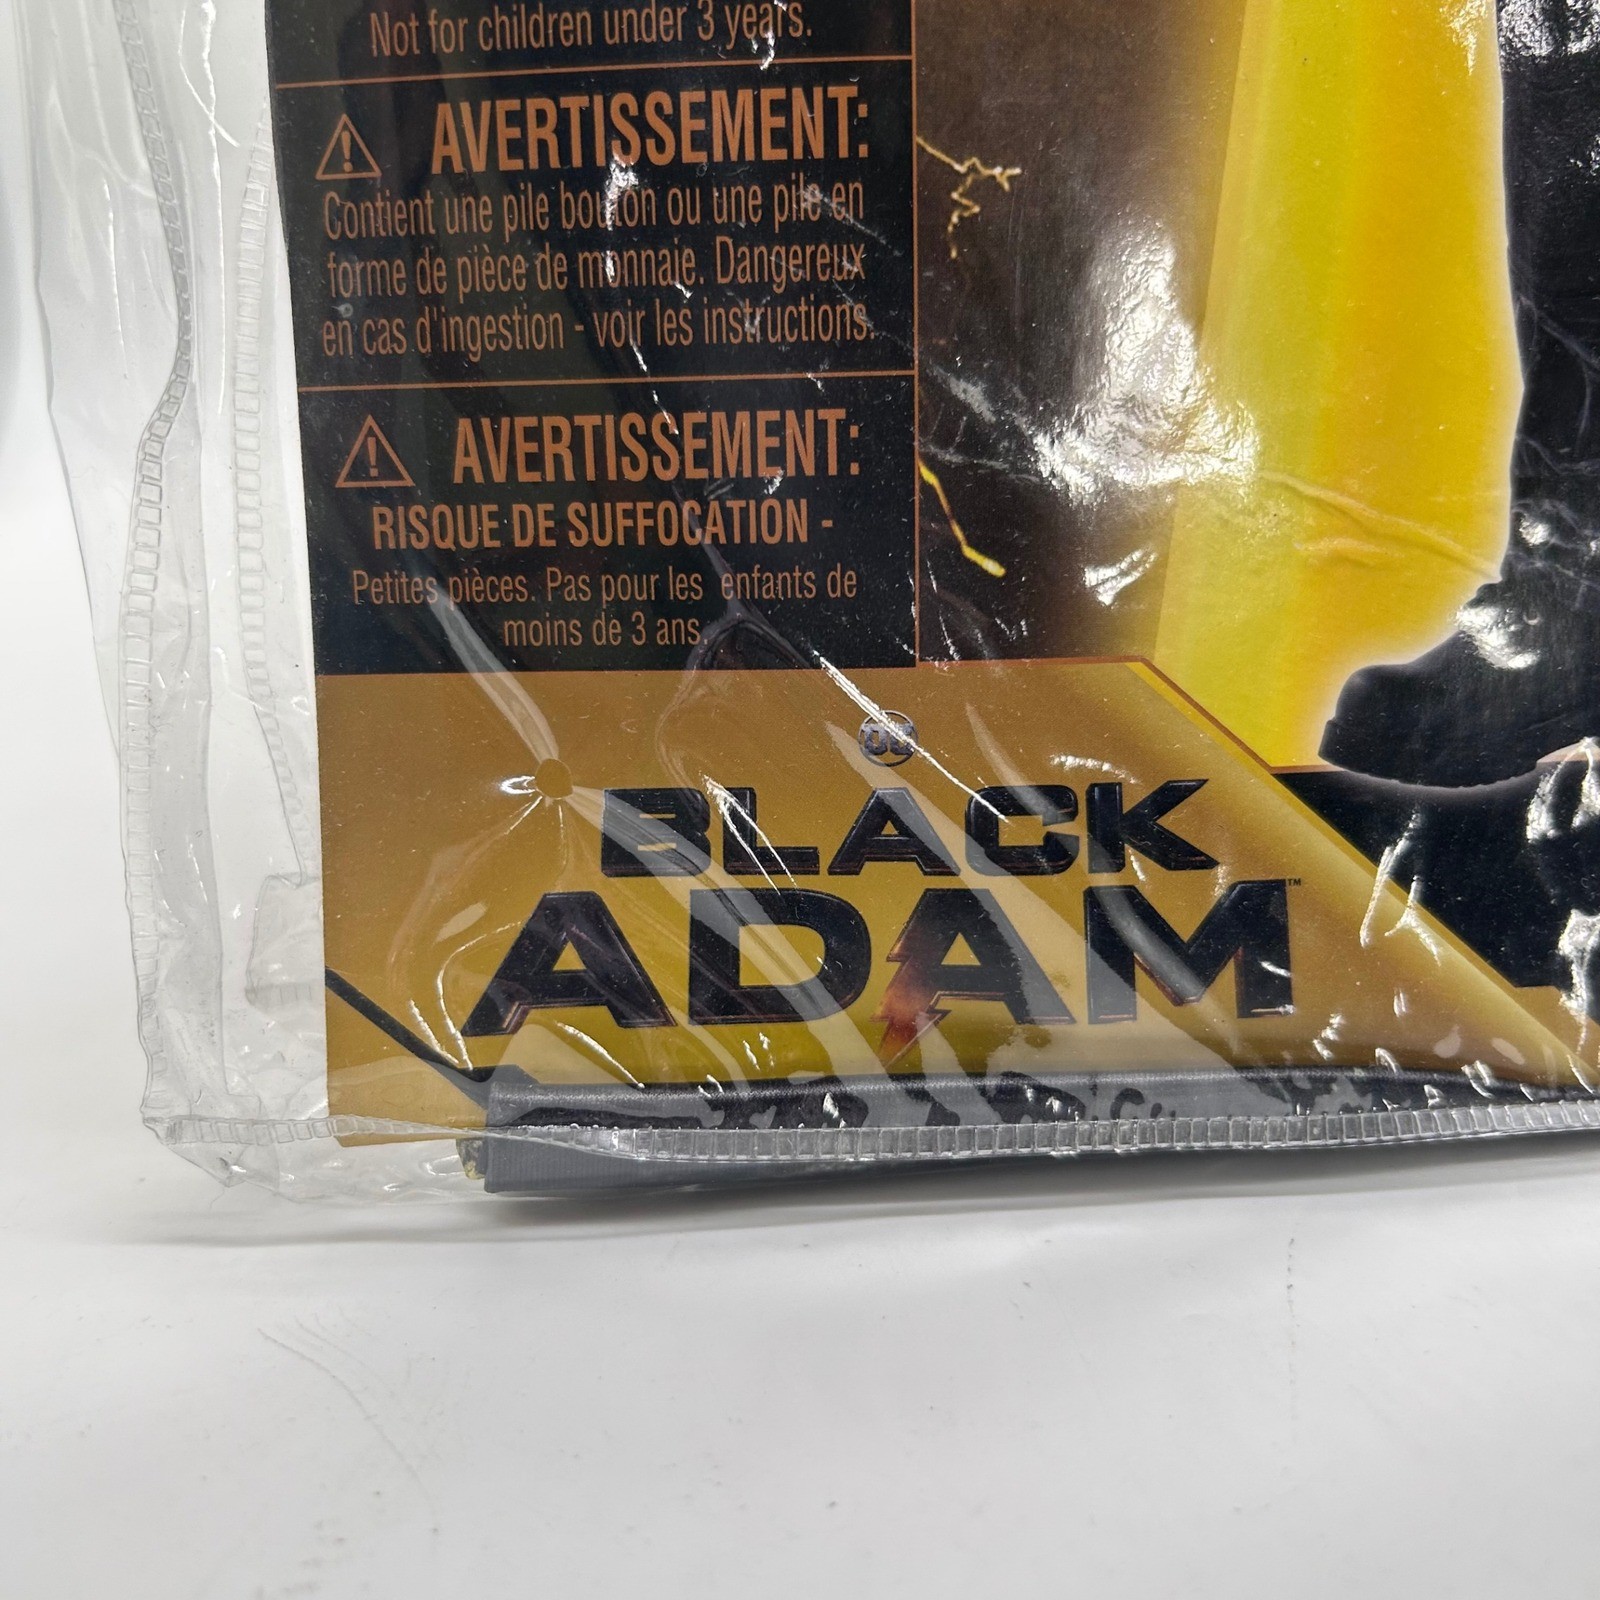 Not for children under 3 years.
AVERTISSEMENT:
Contient une pile bouton ou une pile en
forme de pièce de monnaie. Dangereux
en cas d'ingestion - voir les instructions.
AVERTISSEMENT:
RISQUE DE SUFFOCATION -
Petites pièces. Pas pour les enfants de
moins de 3 ans.
DC
BLACK
ADAM™